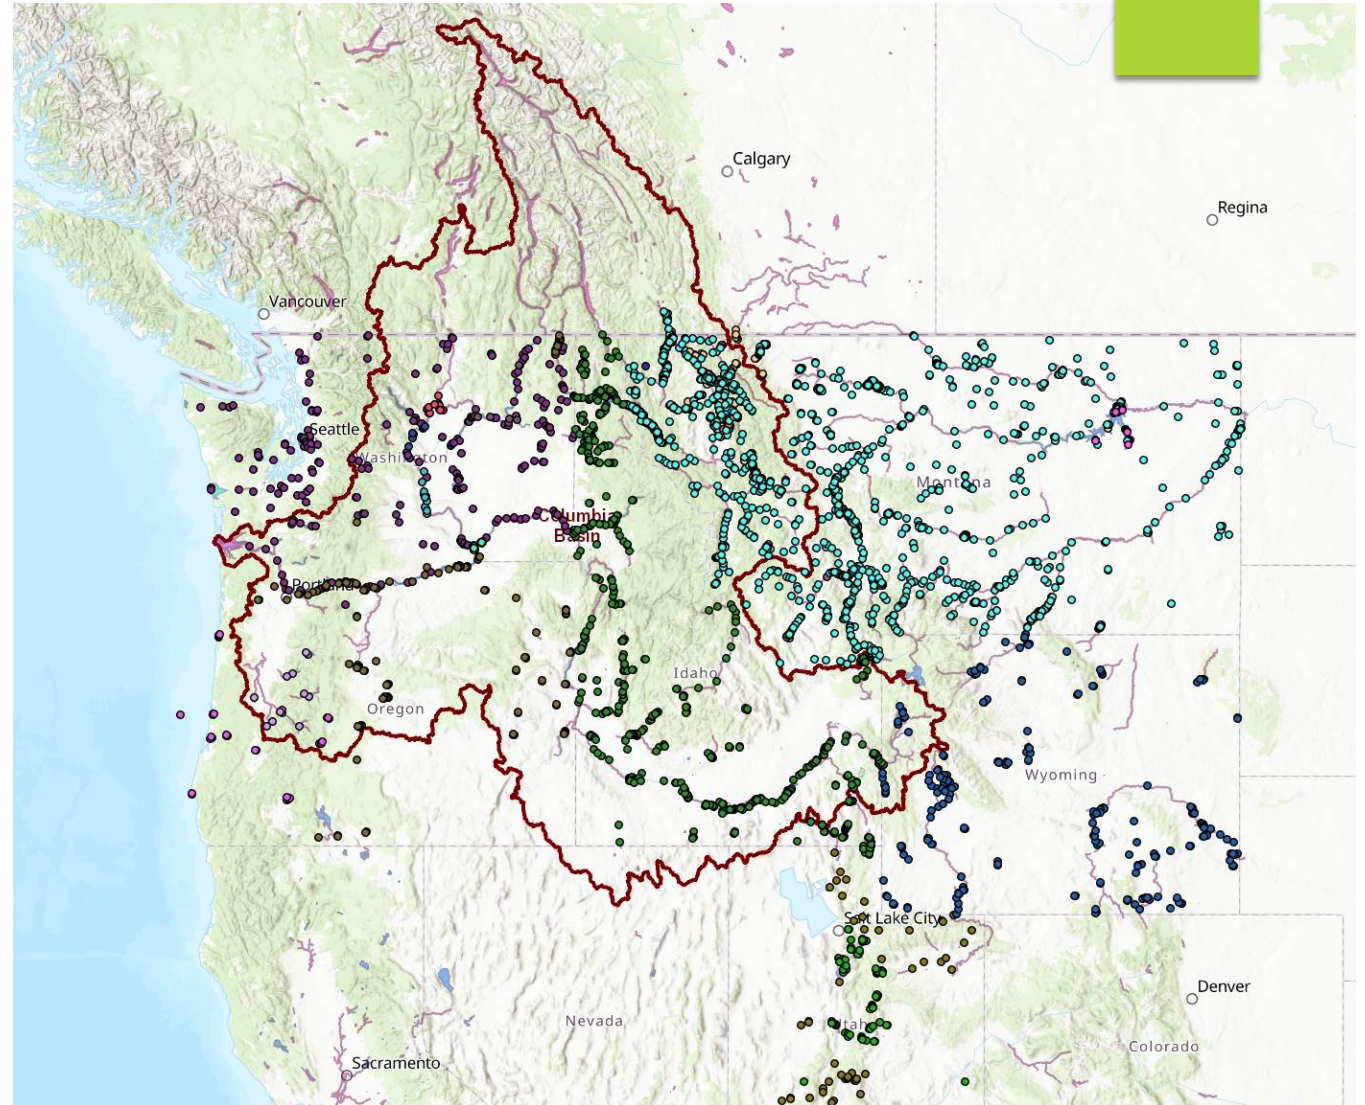 Calgary
Regina
Vancouver
Seattle
Washington
Montana
Columbia
Basin
Portland
Idaho
Oregon
Wyoming
Salt Lake City
Denver
Nevada
Utah
Colorado
Sacramento